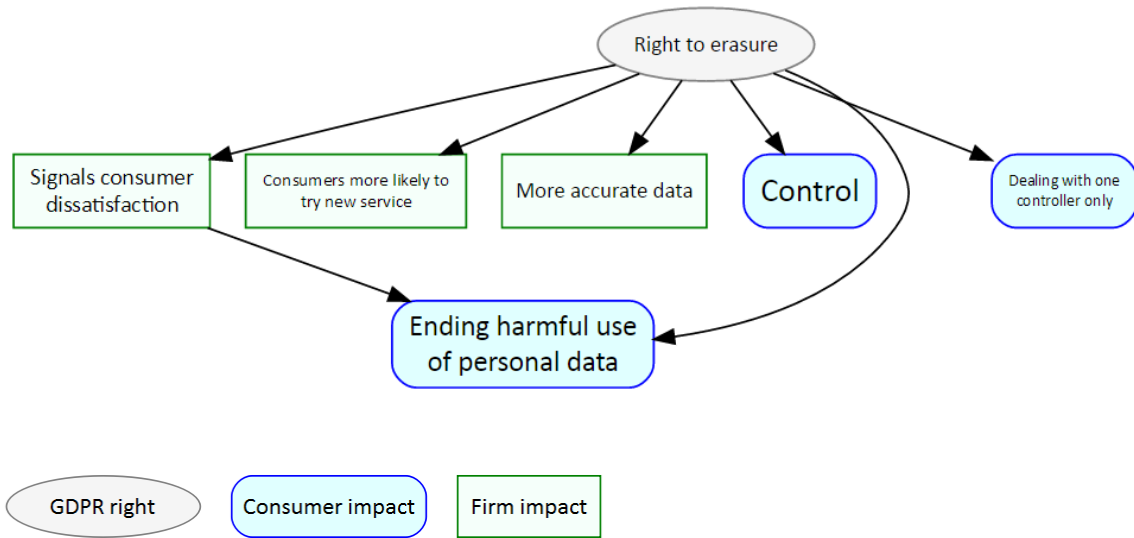 Right to erasure
Signals consumer
dissatisfaction
Consumers more likely to
try new service
More accurate data
Control
Dealing with one
controller only
Ending harmful use
of personal data
GDPR right
Consumer impact
Firm impact